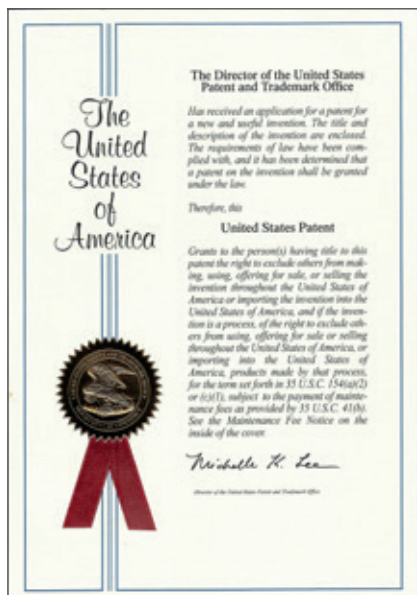 The
United
States
of
America
The Director of the United States
Patent and Trademark Office
Has received an application for a patent for
a new and useful invention. The title and
description of the invention are enclosed.
The requirements of law have been com-
plied with, and it has been determined that
a patent on the invention shall be granted
under the law.
Therefore, this
United States Patent
Grants to the person(s) having title to this
patent the right to exclude others from mak-
ing, using, offering for sale, or selling the
invention throughout the United States of
America or importing the invention into the
United States of America, and if the inven-
tion is a process, of the right to exclude oth-
ers from using, offering for sale or selling
throughout the United States of America, or
importing into the United States of
America, products made by that process,
for the term set forth in 35 U.S.C. 154(a)(2)
or (c)(1), subject to the payment of mainte-
nance fees as provided by 35 U.S.C. 41(b).
See the Maintenance Fee Notice on the
inside of the cover.
Michelle K. Lee
Director of the United States Patent and Trademark Office